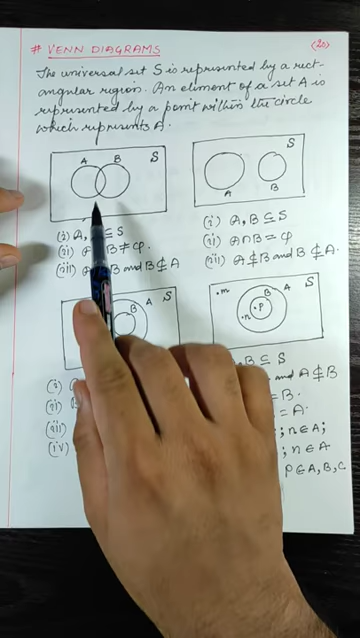 # VENN DIAGRAMS
(20)
The universal set S is represented by a rect-
angular region. An element of a set A is
represented by a point within the circle
which represents A.
A B S
S
A B
(i) A, ⊆ S
(ii) A B ≠ φ.
(iii) A B and B ⊄ A
(i) A, B ⊆ S
(ii) A ∩ B = φ
(iii) A ⊄ B and B ⊄ A.
B A S
(i)
(ii)
(iii)
(iv)
S
.m B A
.n .p
B ⊆ S
and A ⊄ B
= B.
= A.
; n ∈ A;
; n ∈ A
p ∈ A, B, C.